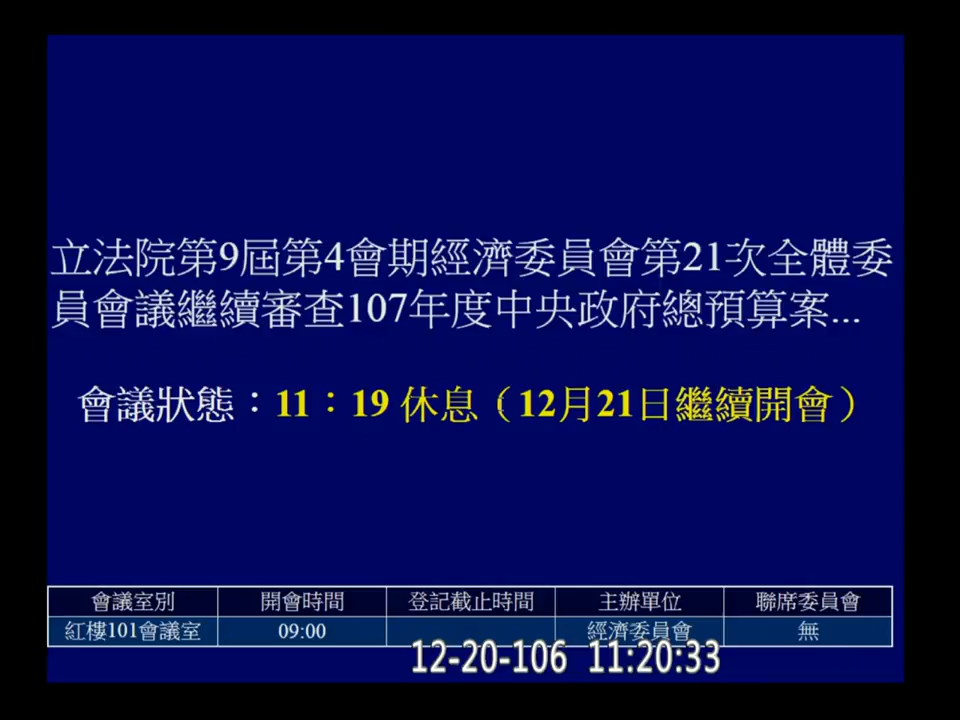 立法院第9屆第4會期經濟委員會第21次全體委
員會議繼續審查107年度中央政府總預算案...
會議狀態：11：19 休息（12月21日繼續開會）
會議室別 開會時間 登記截止時間 主辦單位 聯席委員會
紅樓101會議室 09:00 經濟委員會 無
12-20-106 11:20:33